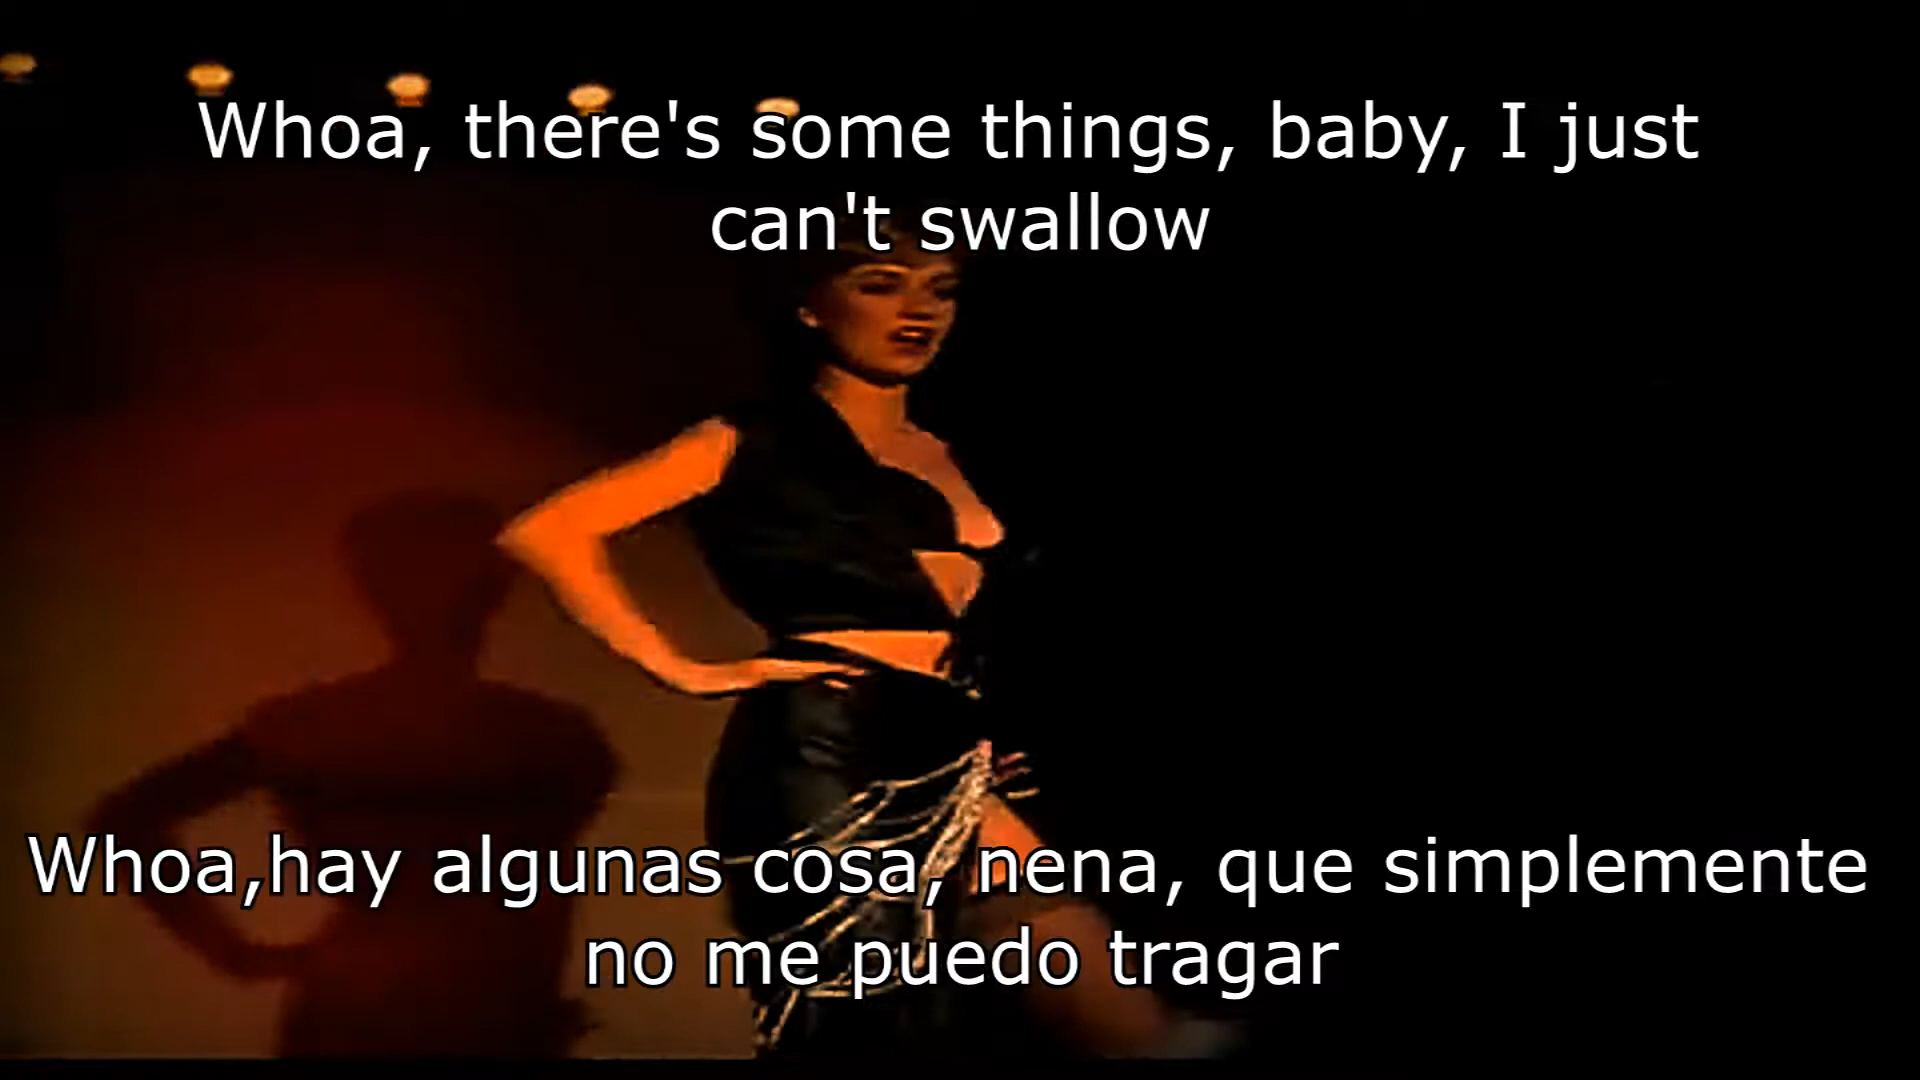 Whoa, there's some things, baby, I just
can't swallow
Whoa,hay algunas cosa, nena, que simplemente
no me puedo tragar